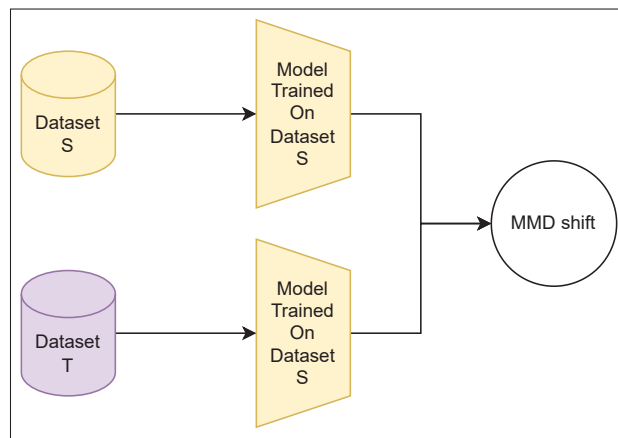 Dataset
S
Model
Trained
On
Dataset
S
MMD shift
Dataset
T
Model
Trained
On
Dataset
S